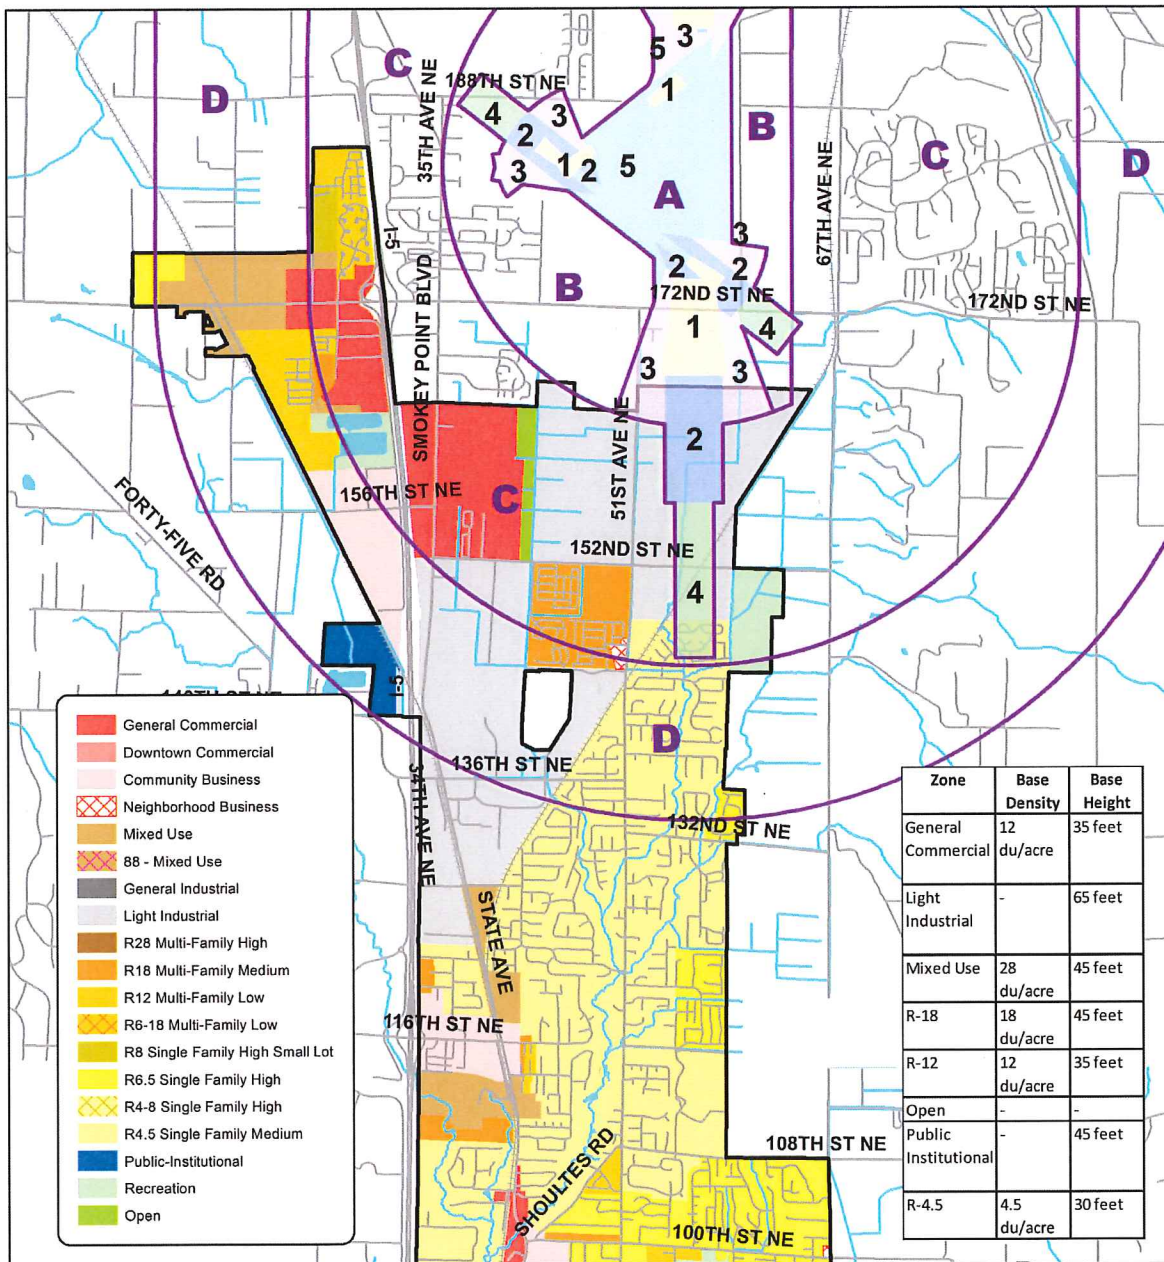 C
5
3
188TH ST NE
D
1
4
3
35TH AVE NE
B
2
C
D
67TH AVE NE
3
1
2
5
A
I-5
3
SMOKEY POINT BLVD
2
2
B
172ND ST NE
172ND ST NE
1
4
3
3
2
51ST AVE NE
156TH ST NE
C
FORTY-FIVE RD
152ND ST NE
4
I-5
D
136TH ST NE
34TH AVE NE
132ND ST NE
STATE AVE
116TH ST NE
108TH ST NE
SHOULTES RD
100TH ST NE
General Commercial
Downtown Commercial
Community Business
Neighborhood Business
Mixed Use
88 - Mixed Use
General Industrial
Light Industrial
R28 Multi-Family High
R18 Multi-Family Medium
R12 Multi-Family Low
R6-18 Multi-Family Low
R8 Single Family High Small Lot
R6.5 Single Family High
R4-8 Single Family High
R4.5 Single Family Medium
Public-Institutional
Recreation
Open
Zone Base Base
Density Height
General 12 35 feet
Commercial du/acre
Light - 65 feet
Industrial
Mixed Use 28 45 feet
du/acre
R-18 18 45 feet
du/acre
R-12 12 35 feet
du/acre
Open - -
Public - 45 feet
Institutional
R-4.5 4.5 30 feet
du/acre